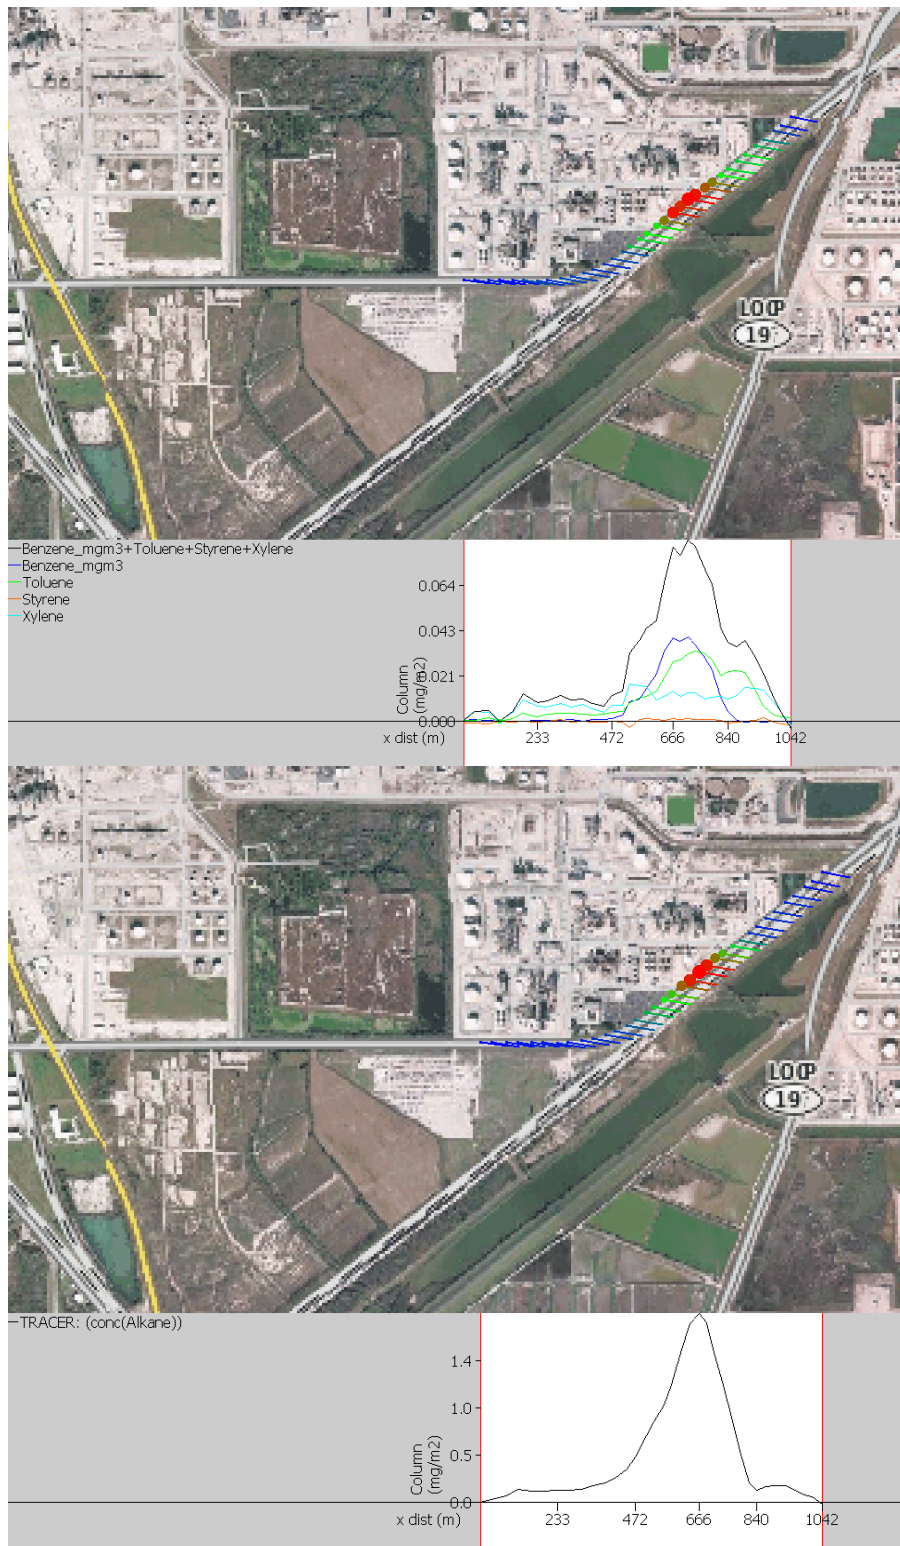 LOOP
19
Benzene_mgm3+Toluene+Styrene+Xylene
Benzene_mgm3
Toluene
Styrene
Xylene
0.064
0.043
0.021
0.000
Column
(mg/m2)
x dist (m)
233
472
666
840
1042
LOOP
19
TRACER: (conc(Alkane))
1.4
1.0
0.5
0.0
Column
(mg/m2)
x dist (m)
233
472
666
840
1042